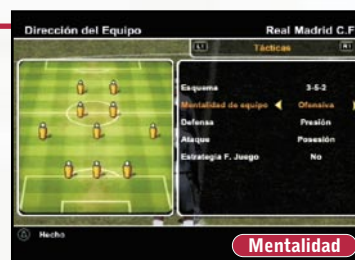 Dirección del Equipo
Real Madrid C.F
L1 Tácticas R1
Esquema 3-5-2
Mentalidad de equipo Ofensiva
Defensa Presión
Ataque Posesión
Estrategia F. Juego No
Hecho
Mentalidad